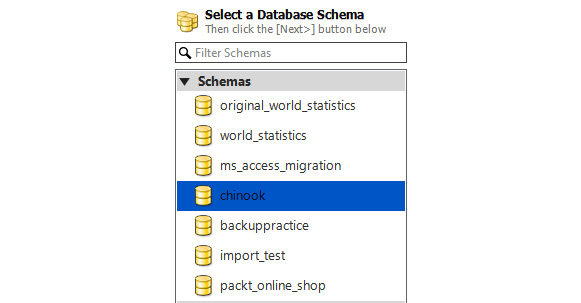 Select a Database Schema
Then click the [Next>] button below
Filter Schemas
Schemas
original_world_statistics
world_statistics
ms_access_migration
chinook
backuppractice
import_test
packt_online_shop